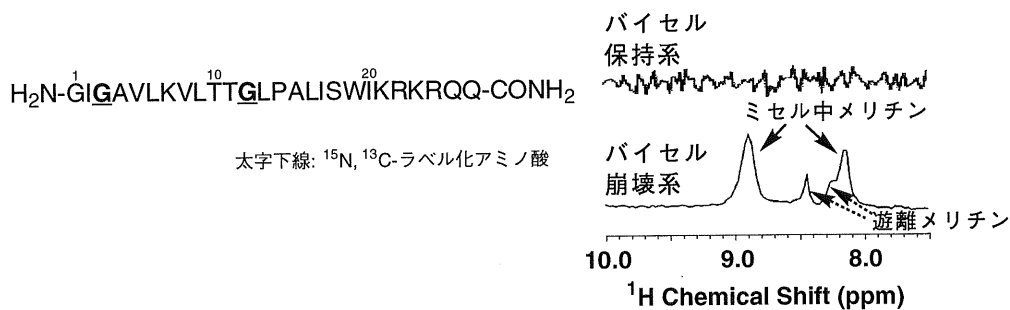 1 10 20
H₂N-GIGAVLKVLTTGLPALISWIKRKRQQ-CONH₂
太字下線: ¹⁵N, ¹³C-ラベル化アミノ酸
バイセル
保持系
ミセル中メリチン
バイセル
崩壊系
遊離メリチン
10.0 9.0 8.0
¹H Chemical Shift (ppm)